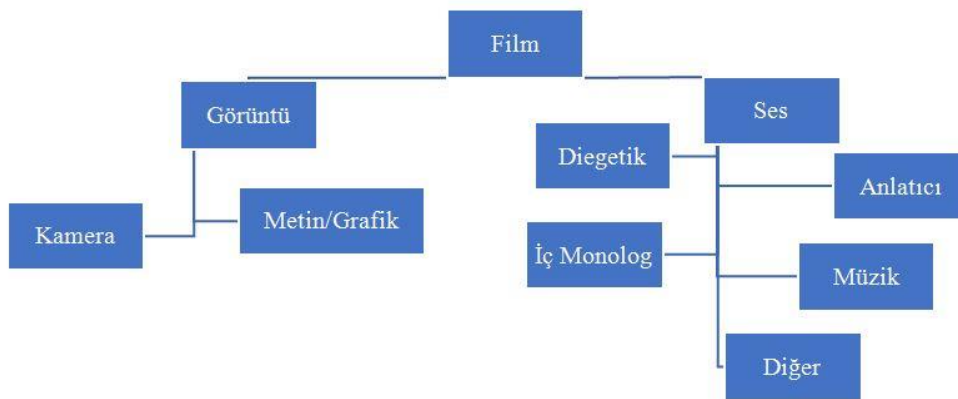 Film
Görüntü
Ses
Diegetik
Anlatıcı
Kamera
Metin/Grafik
İç Monolog
Müzik
Diğer